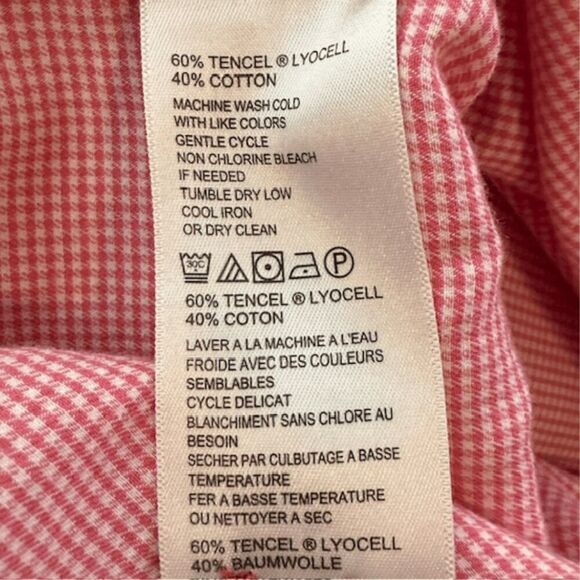 60% TENCEL ® LYOCELL
40% COTTON
MACHINE WASH COLD
WITH LIKE COLORS
GENTLE CYCLE
NON CHLORINE BLEACH
IF NEEDED
TUMBLE DRY LOW
COOL IRON
OR DRY CLEAN
30C P
60% TENCEL ® LYOCELL
40% COTON
LAVER A LA MACHINE A L'EAU
FROIDE AVEC DES COULEURS
SEMBLABLES
CYCLE DELICAT
BLANCHIMENT SANS CHLORE AU
BESOIN
SECHER PAR CULBUTAGE A BASSE
TEMPERATURE
FER A BASSE TEMPERATURE
OU NETTOYER A SEC
60% TENCEL ® LYOCELL
40% BAUMWOLLE